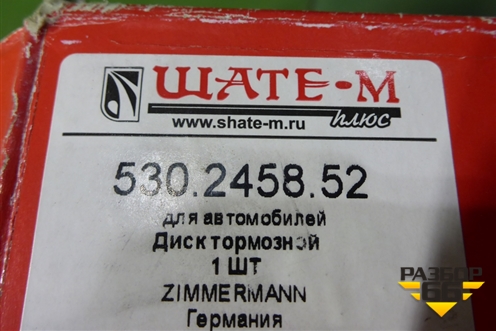 ШАТЕ-М
плюс
www.shate-m.ru
530.2458.52
для автомобилей
Диск тормозной
1 ШТ
ZIMMERMANN
Германия
РАЗБОР
66